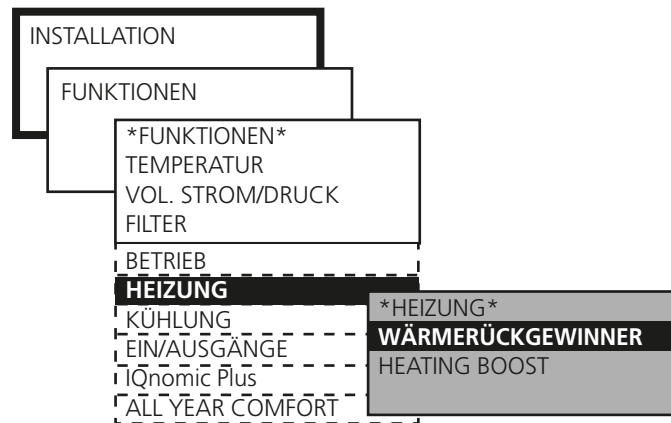 INSTALLATION
FUNKTIONEN
*FUNKTIONEN*
TEMPERATUR
VOL. STROM/DRUCK
FILTER
BETRIEB
HEIZUNG
KÜHLUNG
EIN/AUSGÄNGE
IQnomic Plus
ALL YEAR COMFORT
*HEIZUNG*
WÄRMERÜCKGEWINNER
HEATING BOOST